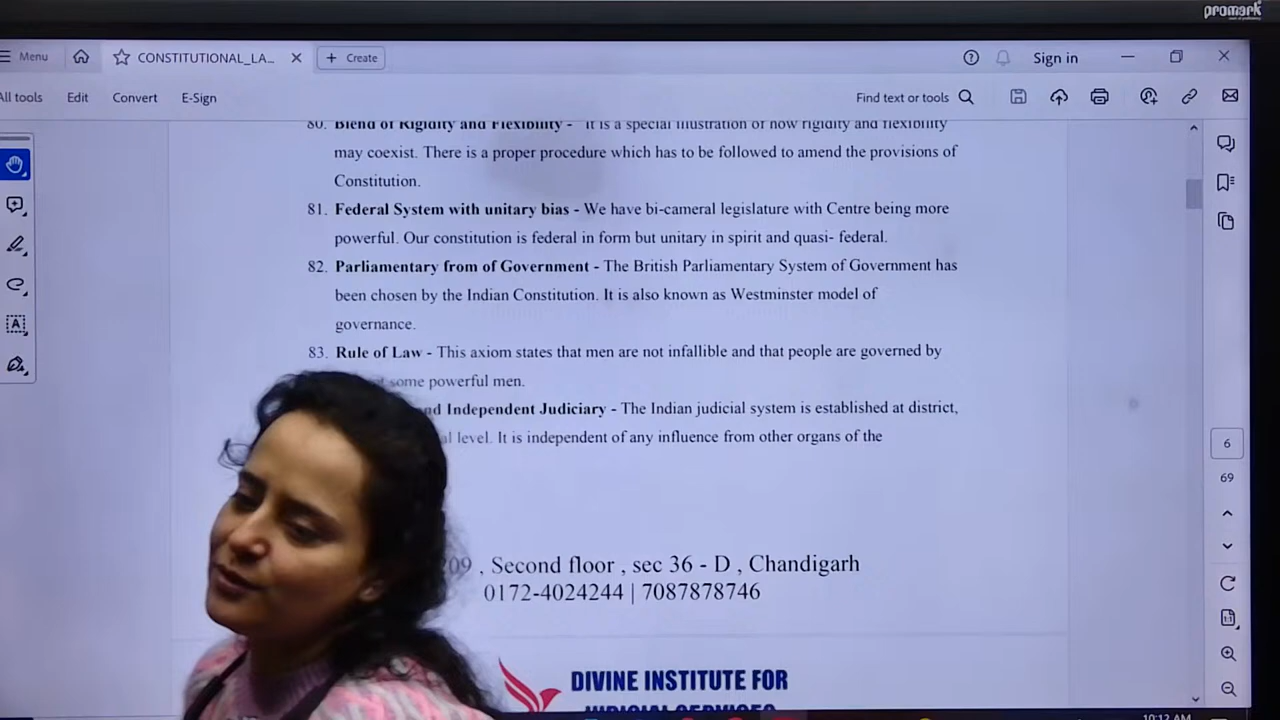 promark
Menu
CONSTITUTIONAL_LA...
Create
Sign in
All tools
Edit
Convert
E-Sign
Find text or tools
80. Blend of Rigidity and Flexibility - It is a special illustration of how rigidity and flexibility
may coexist. There is a proper procedure which has to be followed to amend the provisions of
Constitution.
81. Federal System with unitary bias - We have bi-cameral legislature with Centre being more
powerful. Our constitution is federal in form but unitary in spirit and quasi- federal.
82. Parliamentary from of Government - The British Parliamentary System of Government has
been chosen by the Indian Constitution. It is also known as Westminster model of
governance.
83. Rule of Law - This axiom states that men are not infallible and that people are governed by
some powerful men.
Independent Judiciary - The Indian judicial system is established at district,
level. It is independent of any influence from other organs of the
6
69
209 , Second floor , sec 36 - D , Chandigarh
0172-4024244 | 7087878746
DIVINE INSTITUTE FOR
JUDICIAL SERVICES
10:12 AM